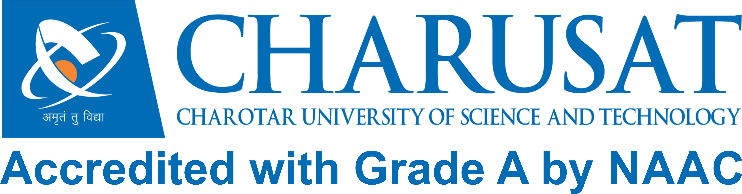 CHARUSAT
अमृतं तु विद्या
CHAROTAR UNIVERSITY OF SCIENCE AND TECHNOLOGY
Accredited with Grade A by NAAC